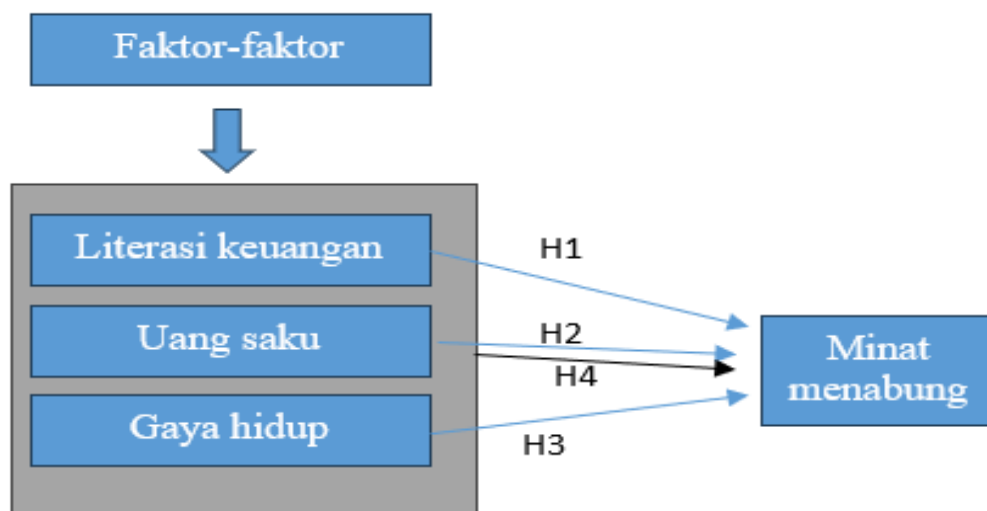 Faktor-faktor
Literasi keuangan
H1
Uang saku
H2
H4
Minat
menabung
Gaya hidup
H3